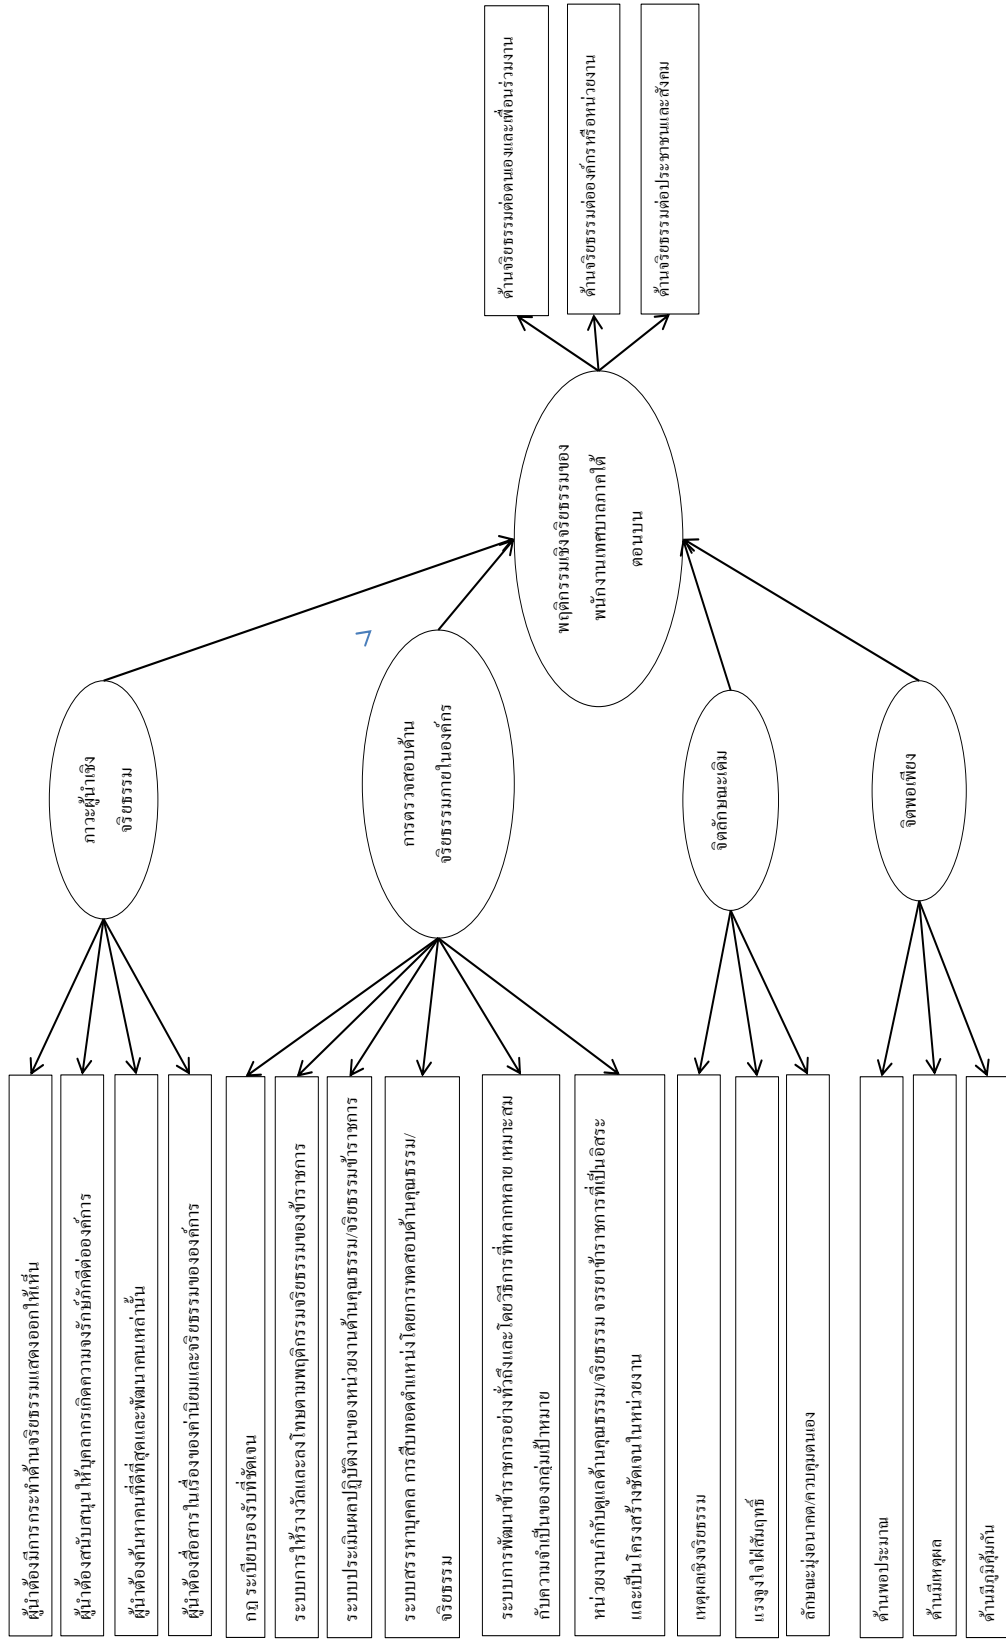 ผู้นำต้องมีการกระทำด้านจริยธรรมแสดงออกให้เห็น
ผู้นำต้องสนับสนุนให้บุคลากรเกิดความจงรักภักดีต่อองค์การ
ผู้นำต้องค้นหาคนที่ดีที่สุดและพัฒนาคนเหล่านั้น
ผู้นำต้องสื่อสารในเรื่องของค่านิยมและจริยธรรมขององค์การ
กฎ ระเบียบรองรับที่ชัดเจน
ระบบการให้รางวัลและลงโทษตามพฤติกรรมจริยธรรมของข้าราชการ
ระบบประเมินผลปฏิบัติงานของหน่วยงานด้านคุณธรรม/จริยธรรมข้าราชการ
ระบบสรรหาบุคคล การสืบทอดตำแหน่งโดยการทดสอบด้านคุณธรรม/
จริยธรรม
ระบบการพัฒนาข้าราชการอย่างทั่วถึงและโดยวิธีการที่หลากหลาย เหมาะสม
กับความจำเป็นของกลุ่มเป้าหมาย
หน่วยงานกำกับดูแลด้านคุณธรรม/จริยธรรม จรรยาข้าราชการที่เป็นอิสระ
และเป็นโครงสร้างชัดเจนในหน่วยงาน
เหตุผลเชิงจริยธรรม
แรงจูงใจใฝ่สัมฤทธิ์
ลักษณะมุ่งอนาคต/ควบคุมตนเอง
ด้านพอประมาณ
ด้านมีเหตุผล
ด้านมีภูมิคุ้มกัน
ภาวะผู้นำเชิง
จริยธรรม
การตรวจสอบด้าน
จริยธรรมภายในองค์กร
จิตลักษณะเดิม
จิตพอเพียง
พฤติกรรมเชิงจริยธรรมของ
พนักงานเทศบาลภาคใต้
ตอนบน
ด้านจริยธรรมต่อตนเองและเพื่อนร่วมงาน
ด้านจริยธรรมต่อองค์กรหรือหน่วยงาน
ด้านจริยธรรมต่อประชาชนและสังคม